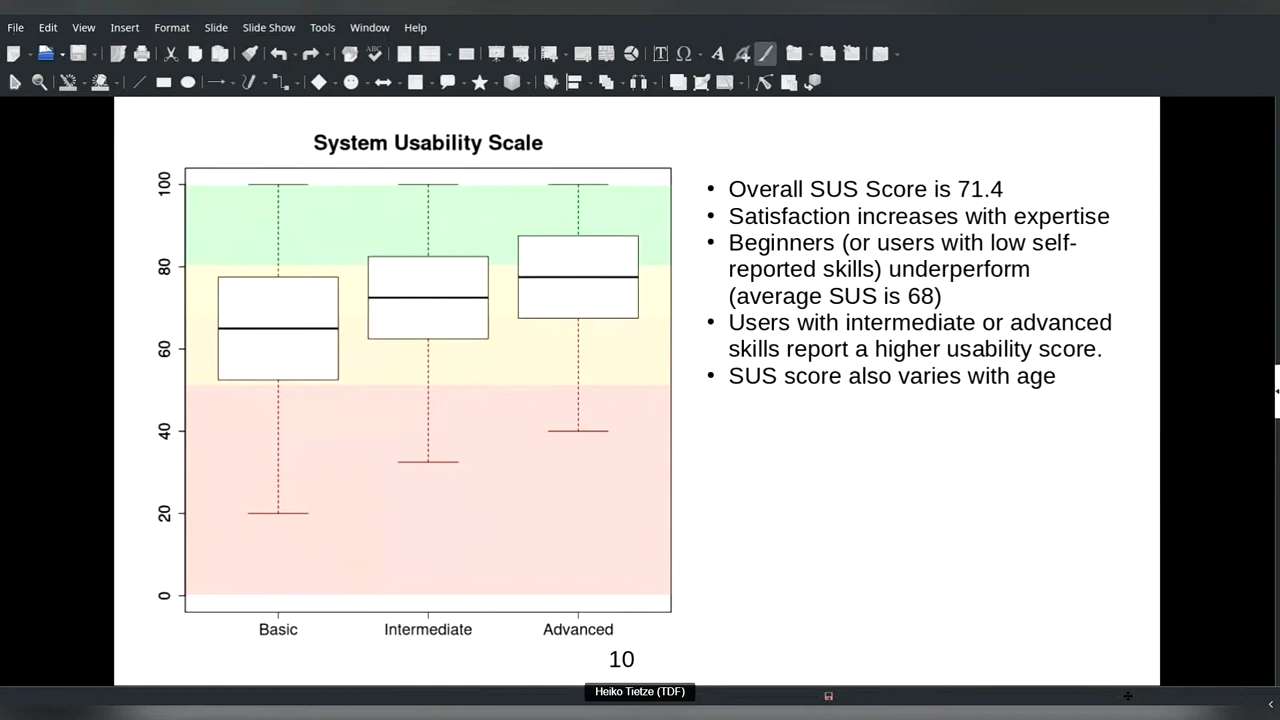 File Edit View Insert Format Slide Slide Show Tools Window Help
ABC
System Usability Scale
100
80
60
40
20
0
Basic Intermediate Advanced
• Overall SUS Score is 71.4
• Satisfaction increases with expertise
• Beginners (or users with low self-
reported skills) underperform
(average SUS is 68)
• Users with intermediate or advanced
skills report a higher usability score.
• SUS score also varies with age
10
Heiko Tietze (TDF)